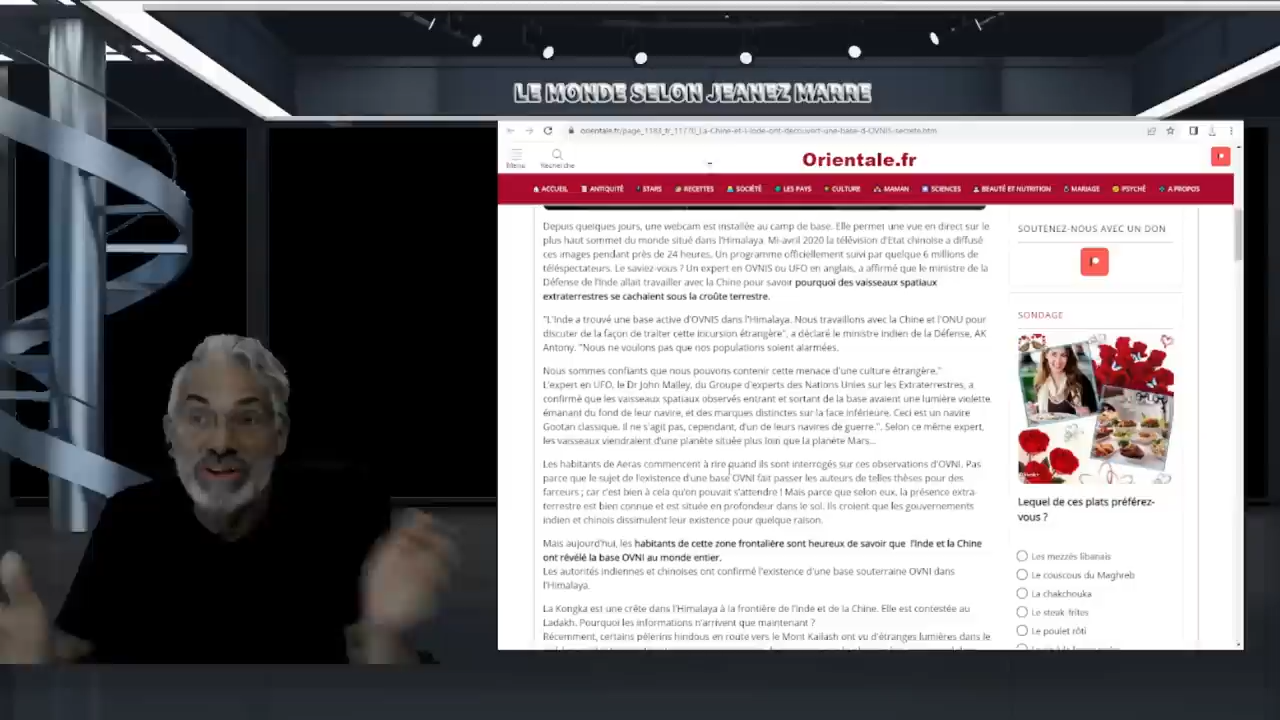 LE MONDE SELON JEANEZ MARRE
orientale.fr/page_1183_fr_11770_La-Chine-et-l-Inde-ont-decouvert-une-base-d-OVNIS-secrete.htm
Menu
Recherche
Orientale.fr
ACCUEIL ANTIQUITÉ STARS RECETTES SOCIÉTÉ LES PAYS CULTURE MAMAN SCIENCES BEAUTÉ ET NUTRITION MARIAGE PSYCHÉ A PROPOS
Depuis quelques jours, une webcam est installée au camp de base. Elle permet une vue en direct sur le
plus haut sommet du monde situé dans l'Himalaya. Mi-avril 2020 la télévision d'Etat chinoise a diffusé
ces images pendant près de 24 heures. Un programme officiellement suivi par quelque 6 millions de
téléspectateurs. Le saviez-vous ? Un expert en OVNIS ou UFO en anglais, a affirmé que le ministre de la
Défense de l'Inde allait travailler avec la Chine pour savoir pourquoi des vaisseaux spatiaux
extraterrestres se cachaient sous la croûte terrestre.
"L'Inde a trouvé une base active d'OVNIS dans l'Himalaya. Nous travaillons avec la Chine et l'ONU pour
discuter de la façon de traiter cette incursion étrangère", a déclaré le ministre indien de la Défense, AK
Antony. "Nous ne voulons pas que nos populations soient alarmées.
Nous sommes confiants que nous pouvons contenir cette menace d'une culture étrangère."
L'expert en UFO, le Dr John Malley, du Groupe d'experts des Nations Unies sur les Extraterrestres, a
confirmé que les vaisseaux spatiaux observés entrant et sortant de la base avaient une lumière violette
émanant du fond de leur navire, et des marques distinctes sur la face inférieure. Ceci est un navire
Gootan classique. Il ne s'agit pas, cependant, d'un de leurs navires de guerre.". Selon ce même expert,
les vaisseaux viendraient d'une planète située plus loin que la planète Mars...
Les habitants de Aeras commencent à rire quand ils sont interrogés sur ces observations d'OVNI. Pas
parce que le sujet de l'existence d'une base OVNI fait passer les auteurs de telles thèses pour des
farceurs ; car c'est bien à cela qu'on pouvait s'attendre ! Mais parce que selon eux, la présence extra-
terrestre est bien connue et est située en profondeur dans le sol. Ils croient que les gouvernements
indien et chinois dissimulent leur existence pour quelque raison.
Mais aujourd'hui, les habitants de cette zone frontalière sont heureux de savoir que l'Inde et la Chine
ont révélé la base OVNI au monde entier.
Les autorités indiennes et chinoises ont confirmé l'existence d'une base souterraine OVNI dans
l'Himalaya.
La Kongka est une crête dans l'Himalaya à la frontière de l'Inde et de la Chine. Elle est contestée au
Ladakh. Pourquoi les informations n'arrivent que maintenant ?
Récemment, certains pèlerins hindous en route vers le Mont Kailash ont vu d'étranges lumières dans le
SOUTENEZ-NOUS AVEC UN DON
SONDAGE
Lequel de ces plats préférez-
vous ?
Les mezzés libanais
Le couscous du Maghreb
La chakchouka
Le steak-frites
Le poulet rôti